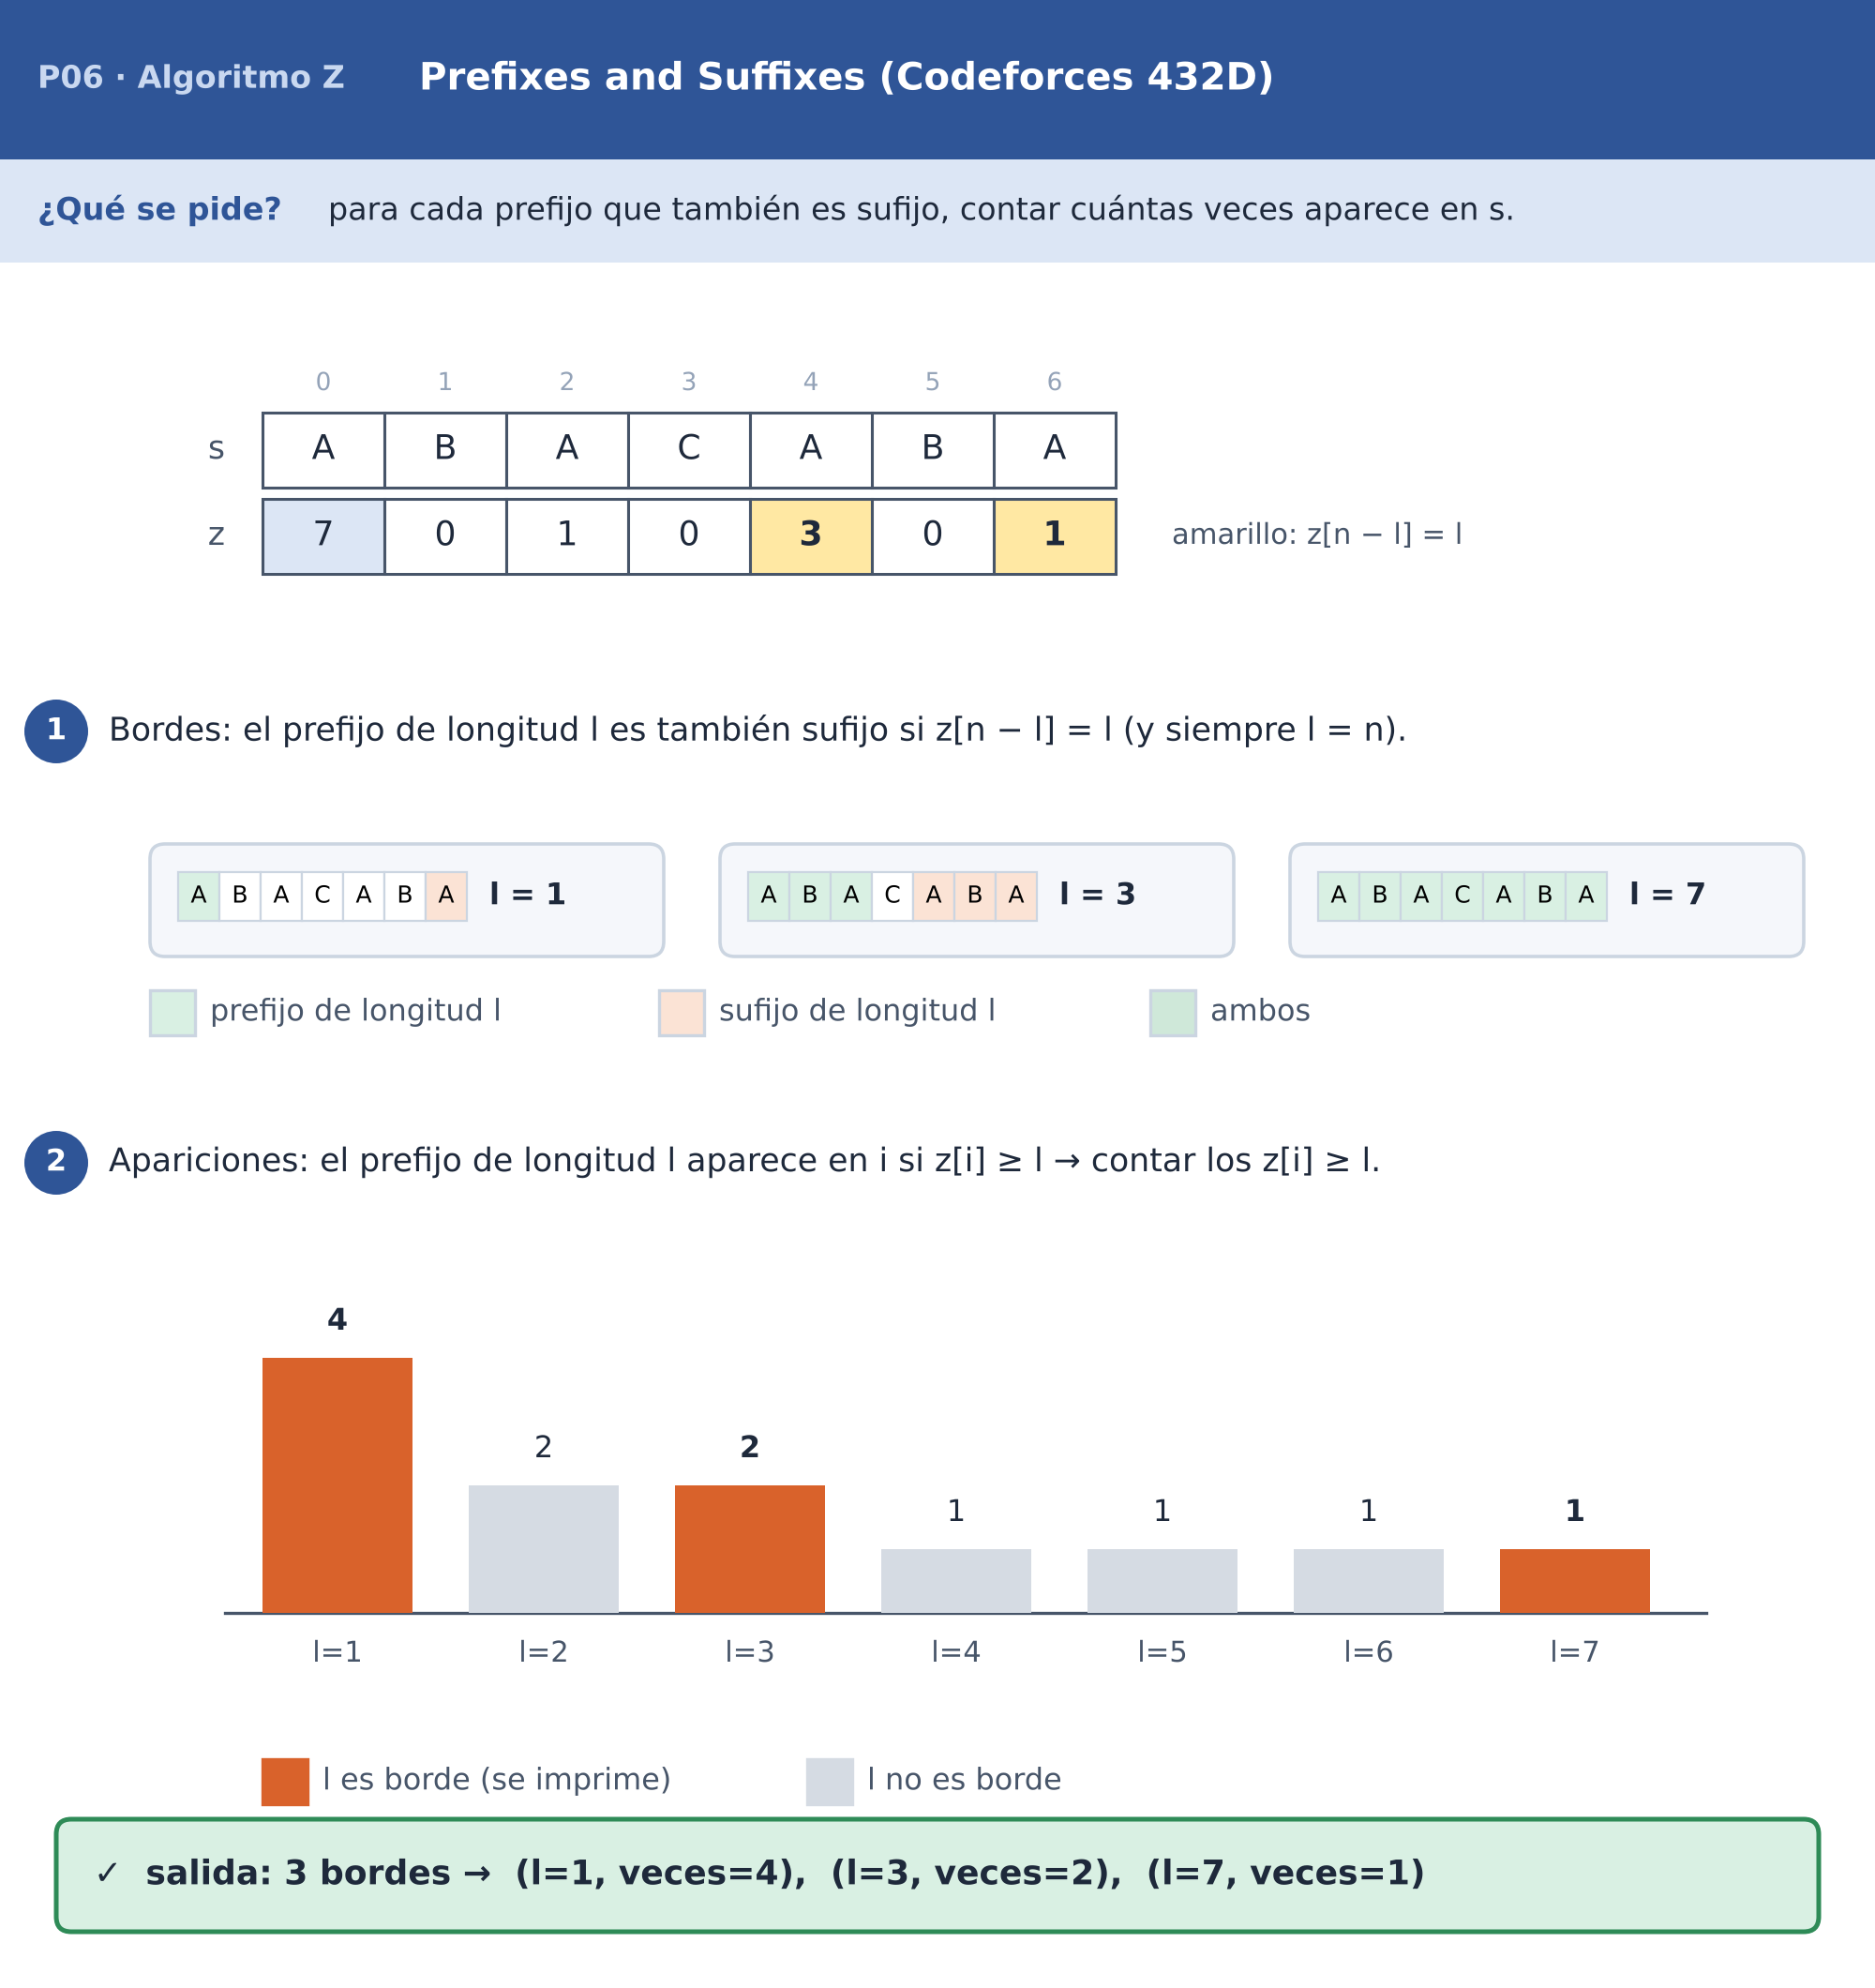 P06 · Algoritmo Z Prefixes and Suffixes (Codeforces 432D)
¿Qué se pide? para cada prefijo que también es sufijo, contar cuántas veces aparece en s.
0 1 2 3 4 5 6
s A B A C A B A
z 7 0 1 0 3 0 1 amarillo: z[n − l] = l
1 Bordes: el prefijo de longitud l es también sufijo si z[n − l] = l (y siempre l = n).
A B A C A B A l = 1 A B A C A B A l = 3 A B A C A B A l = 7
prefijo de longitud l sufijo de longitud l ambos
2 Apariciones: el prefijo de longitud l aparece en i si z[i] ≥ l → contar los z[i] ≥ l.
4 2 2 1 1 1 1
l=1 l=2 l=3 l=4 l=5 l=6 l=7
l es borde (se imprime) l no es borde
✓ salida: 3 bordes → (l=1, veces=4), (l=3, veces=2), (l=7, veces=1)